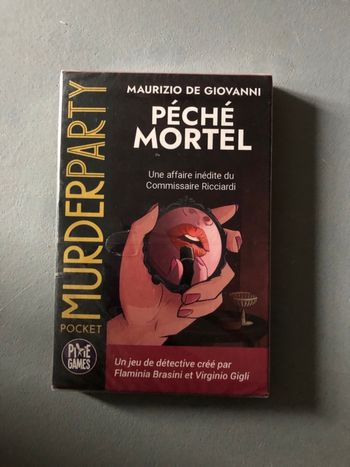 MAURIZIO DE GIOVANNI
PÉCHÉ
MORTEL
Une affaire inédite du
Commissaire Ricciardi
POCKET MURDERPARTY
PIXIE
GAMES
Un jeu de détective créé par
Flaminia Brasini et Virginio Gigli